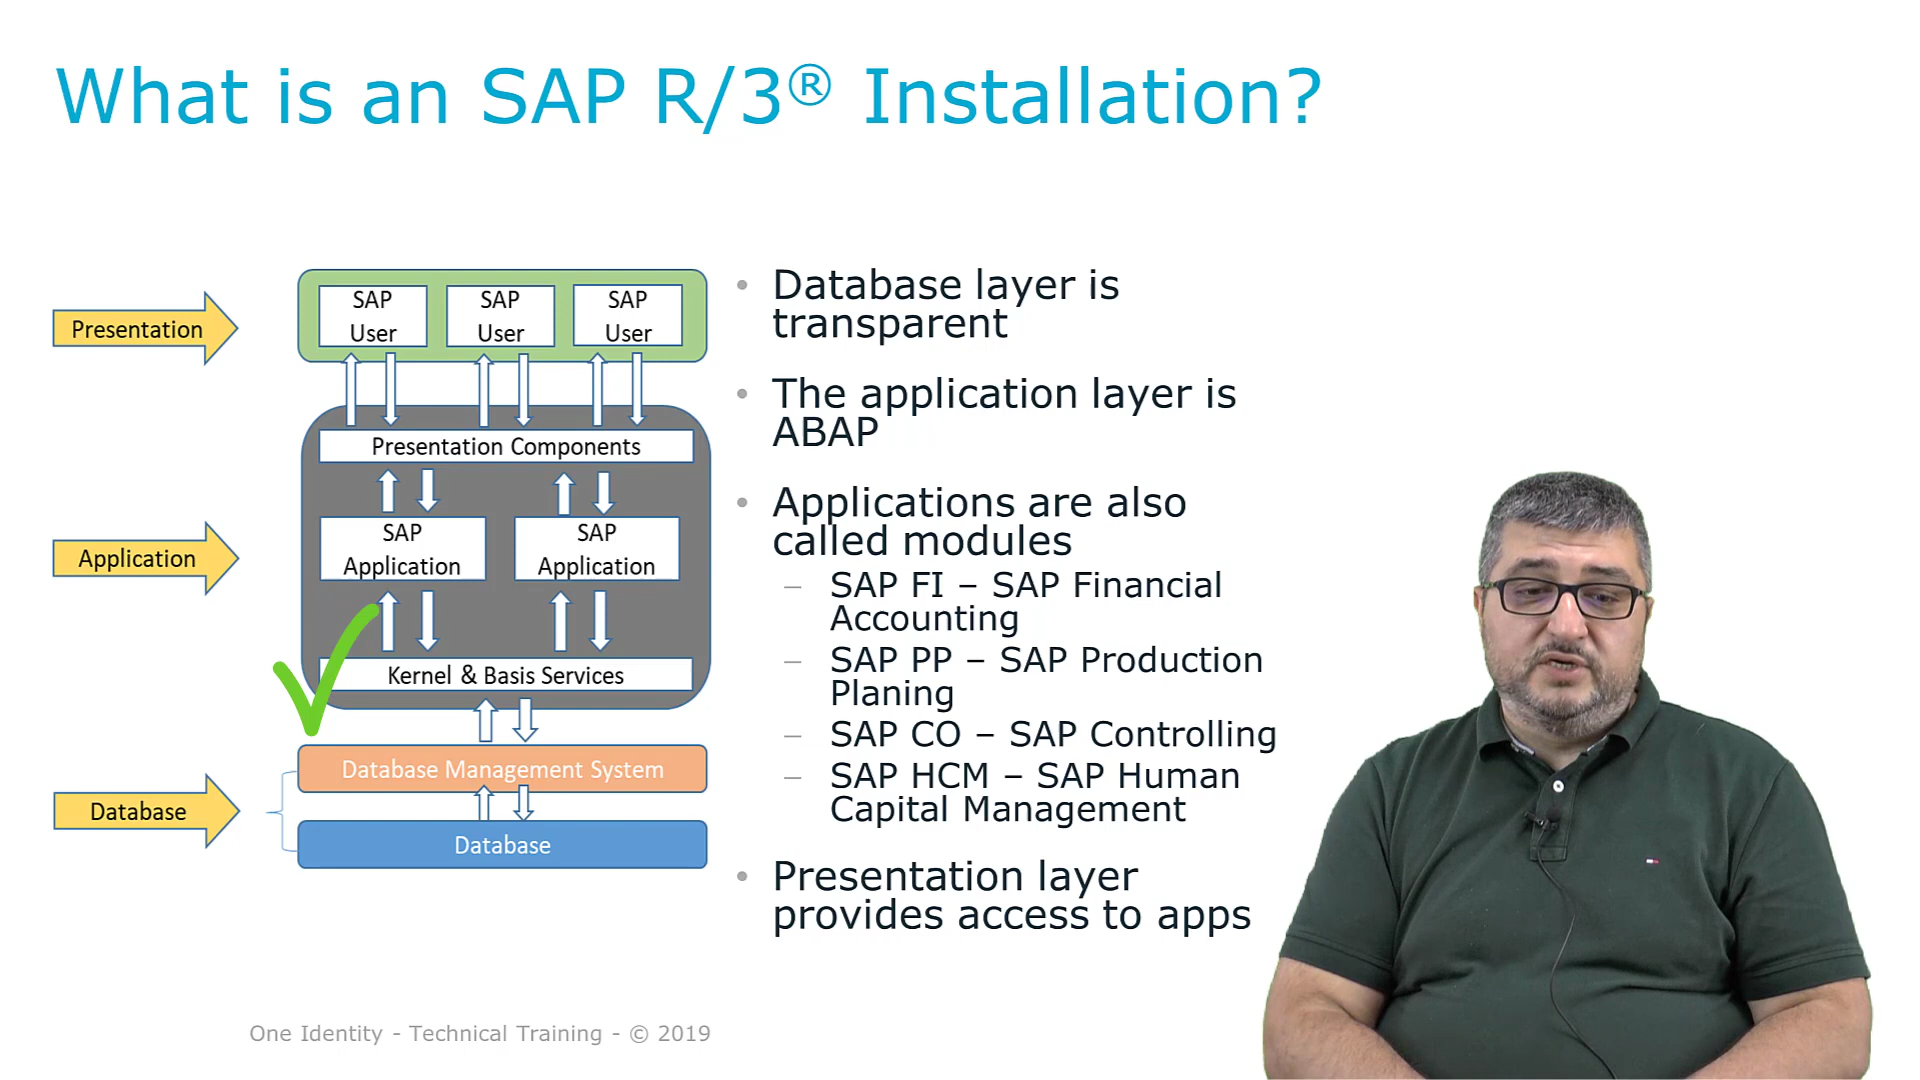 What is an SAP R/3® Installation?
Presentation
SAP
User
SAP
User
SAP
User
Presentation Components
Application
SAP
Application
SAP
Application
Kernel & Basis Services
Database
Database Management System
Database
• Database layer is
transparent
• The application layer is
ABAP
• Applications are also
called modules
– SAP FI – SAP Financial
Accounting
– SAP PP – SAP Production
Planing
– SAP CO – SAP Controlling
– SAP HCM – SAP Human
Capital Management
• Presentation layer
provides access to apps
One Identity - Technical Training - © 2019